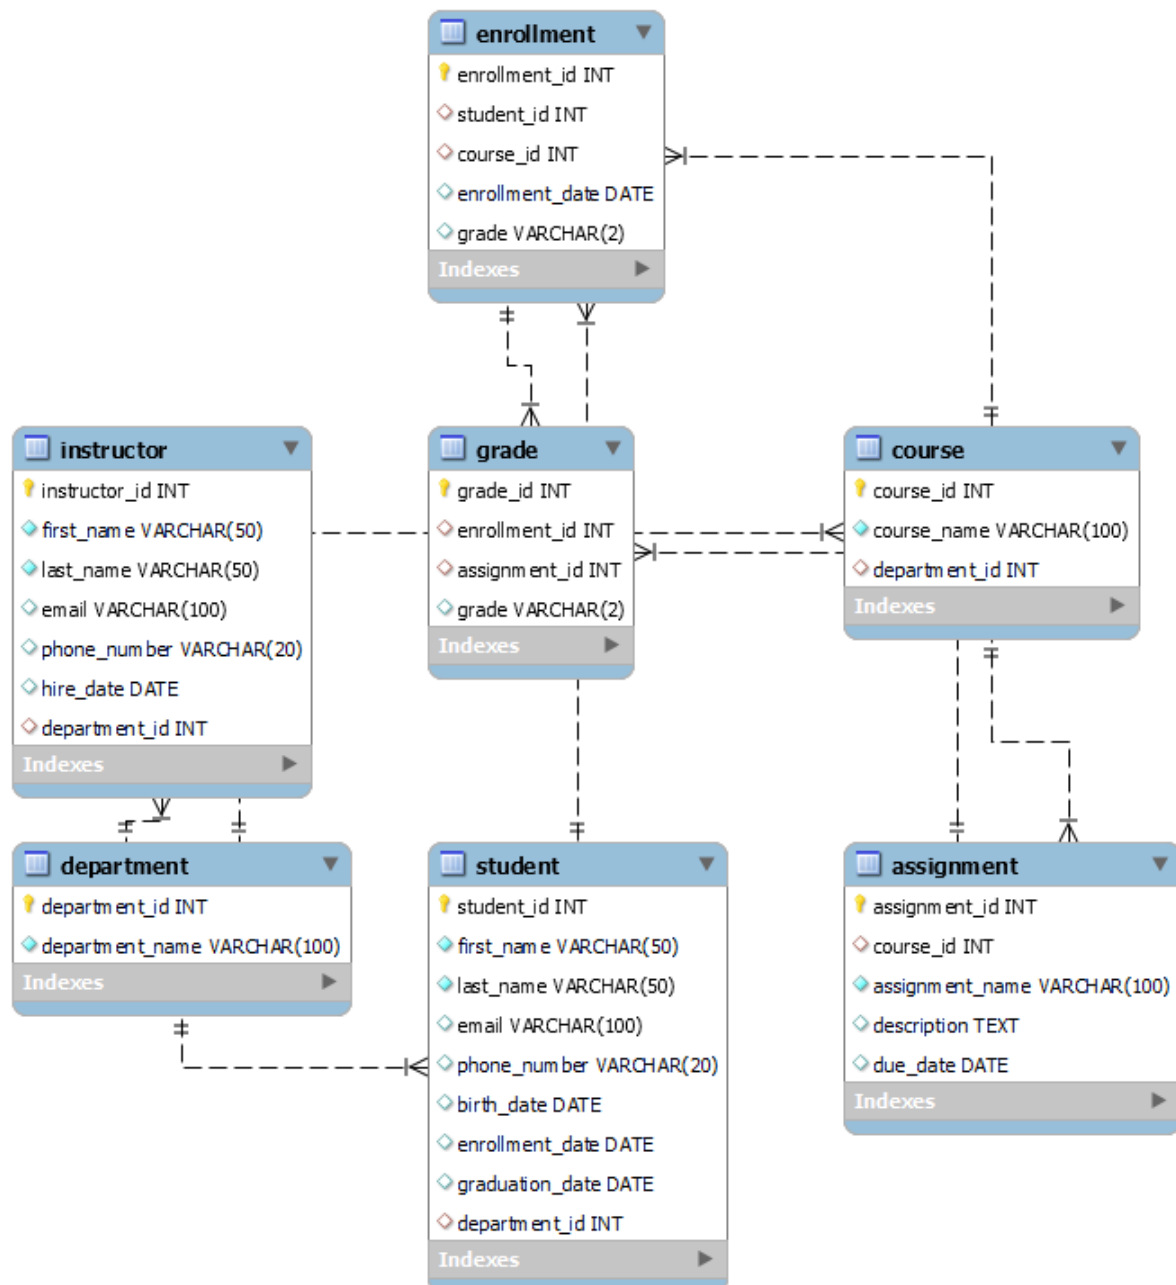 enrollment
enrollment_id INT
student_id INT
course_id INT
enrollment_date DATE
grade VARCHAR(2)
Indexes
instructor
instructor_id INT
first_name VARCHAR(50)
last_name VARCHAR(50)
email VARCHAR(100)
phone_number VARCHAR(20)
hire_date DATE
department_id INT
Indexes
grade
grade_id INT
enrollment_id INT
assignment_id INT
grade VARCHAR(2)
Indexes
course
course_id INT
course_name VARCHAR(100)
department_id INT
Indexes
department
department_id INT
department_name VARCHAR(100)
Indexes
student
student_id INT
first_name VARCHAR(50)
last_name VARCHAR(50)
email VARCHAR(100)
phone_number VARCHAR(20)
birth_date DATE
enrollment_date DATE
graduation_date DATE
department_id INT
Indexes
assignment
assignment_id INT
course_id INT
assignment_name VARCHAR(100)
description TEXT
due_date DATE
Indexes